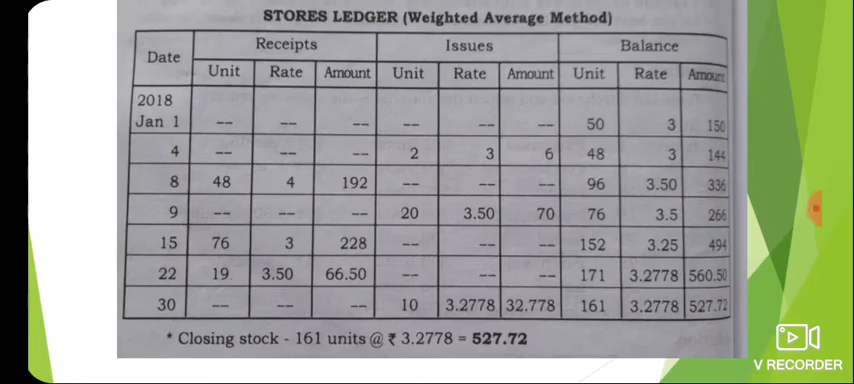 STORES LEDGER (Weighted Average Method)
Date Receipts Issues Balance
Unit Rate Amount Unit Rate Amount Unit Rate Amount
2018
Jan 1 -- -- -- -- -- -- 50 3 150
4 -- -- -- 2 3 6 48 3 144
8 48 4 192 -- -- -- 96 3.50 336
9 -- -- -- 20 3.50 70 76 3.5 266
15 76 3 228 -- -- -- 152 3.25 494
22 19 3.50 66.50 -- -- -- 171 3.2778 560.50
30 -- -- -- 10 3.2778 32.778 161 3.2778 527.72
* Closing stock - 161 units @ ₹ 3.2778 = 527.72
V RECORDER